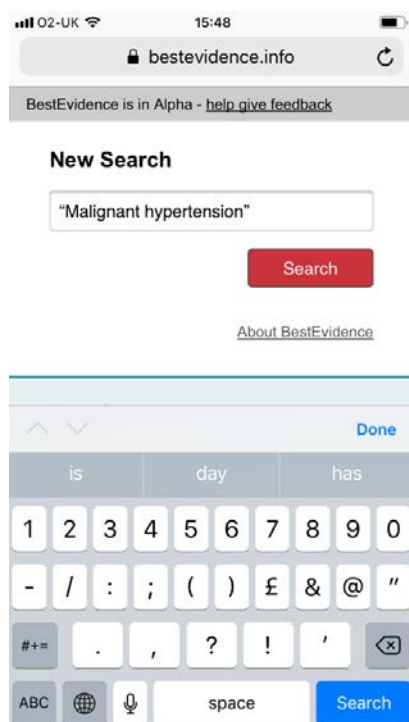 O2-UK 15:48
bestevidence.info
BestEvidence is in Alpha - help give feedback
New Search
“Malignant hypertension”
Search
About BestEvidence
Done
is day has
1 2 3 4 5 6 7 8 9 0
- / : ; ( ) £ & @ "
#+= . , ? ! ' 
ABC space Search